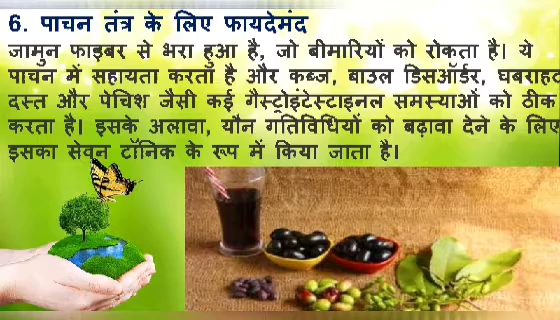 6. पाचन तंत्र के लिए फायदेमंद
जामुन फाइबर से भरा हुआ है, जो बीमारियों को रोकता है। ये
पाचन में सहायता करता है और कब्ज, बाउल डिसऑर्डर, घबराहट
दस्त और पेचिश जैसी कई गैस्ट्रोइंटेस्टाइनल समस्याओं को ठीक
करता है। इसके अलावा, यौन गतिविधियों को बढ़ावा देने के लिए
इसका सेवन टॉनिक के रूप में किया जाता है।